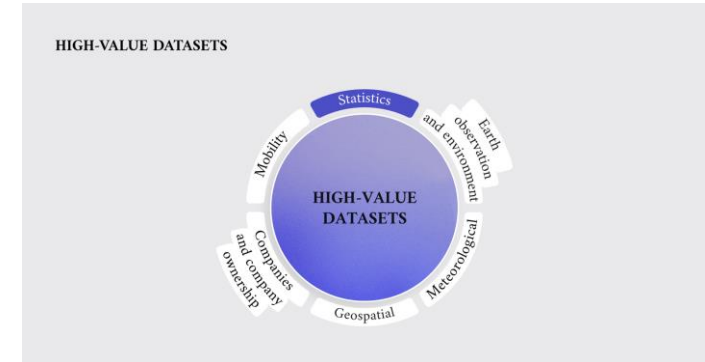 HIGH-VALUE DATASETS
Statistics
Earth
observation
and environment
Meteorological
Geospatial
Companies
and company
ownership
Mobility
HIGH-VALUE
DATASETS